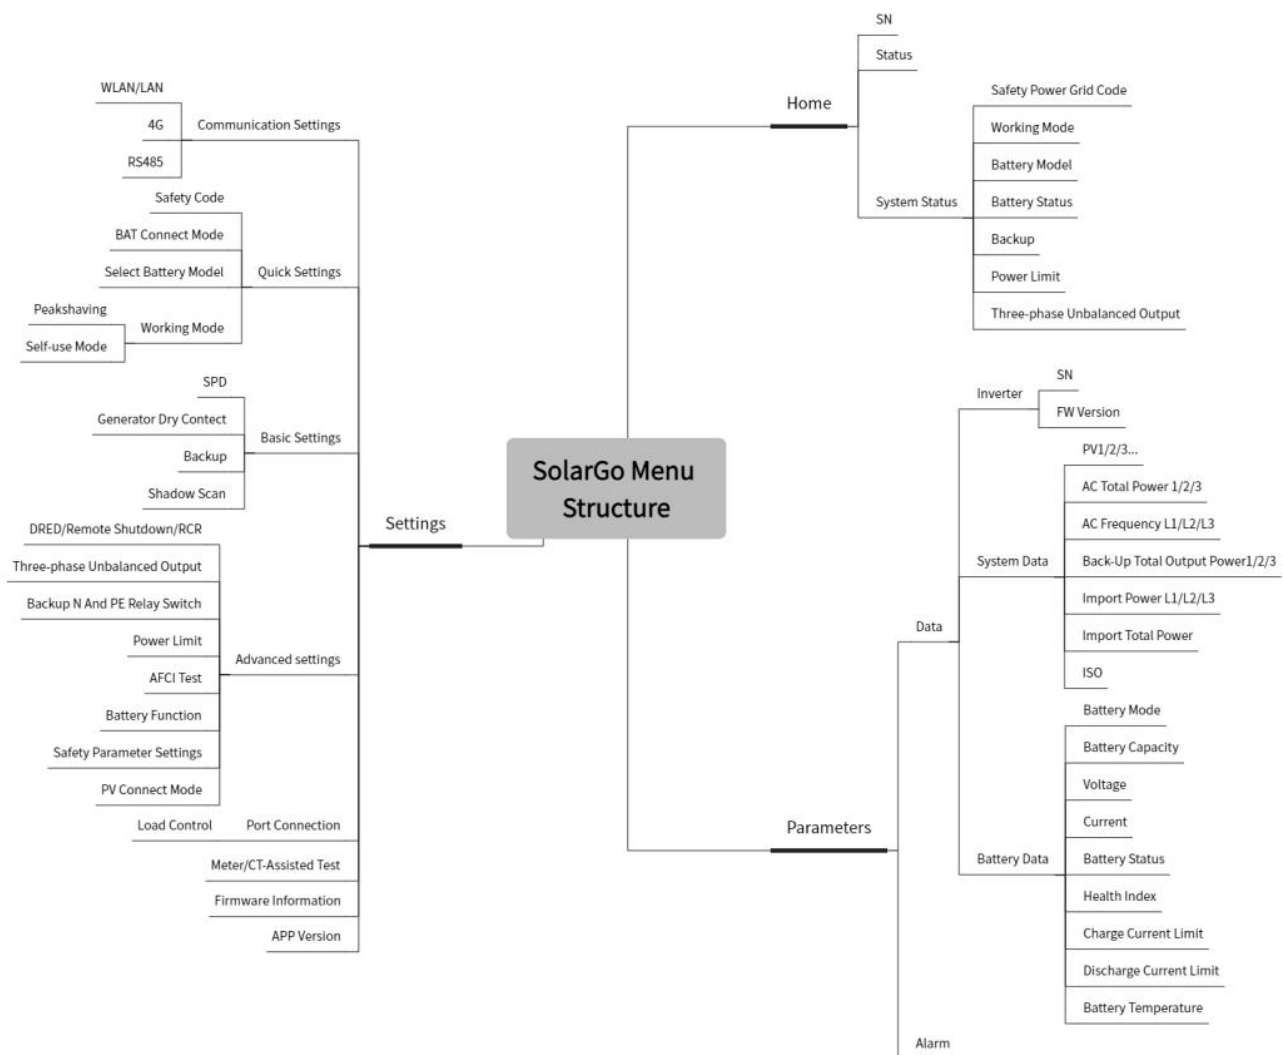 SolarGo Menu
Structure
Home
SN
Status
System Status
Safety Power Grid Code
Working Mode
Battery Model
Battery Status
Backup
Power Limit
Three-phase Unbalanced Output
Parameters
Data
Inverter
SN
FW Version
System Data
PV1/2/3...
AC Total Power 1/2/3
AC Frequency L1/L2/L3
Back-Up Total Output Power1/2/3
Import Power L1/L2/L3
Import Total Power
ISO
Battery Data
Battery Mode
Battery Capacity
Voltage
Current
Battery Status
Health Index
Charge Current Limit
Discharge Current Limit
Battery Temperature
Alarm
Settings
Communication Settings
WLAN/LAN
4G
RS485
Quick Settings
Safety Code
BAT Connect Mode
Select Battery Model
Working Mode
Peakshaving
Self-use Mode
Basic Settings
SPD
Generator Dry Contect
Backup
Shadow Scan
Advanced settings
DRED/Remote Shutdown/RCR
Three-phase Unbalanced Output
Backup N And PE Relay Switch
Power Limit
AFCI Test
Battery Function
Safety Parameter Settings
PV Connect Mode
Port Connection
Load Control
Meter/CT-Assisted Test
Firmware Information
APP Version